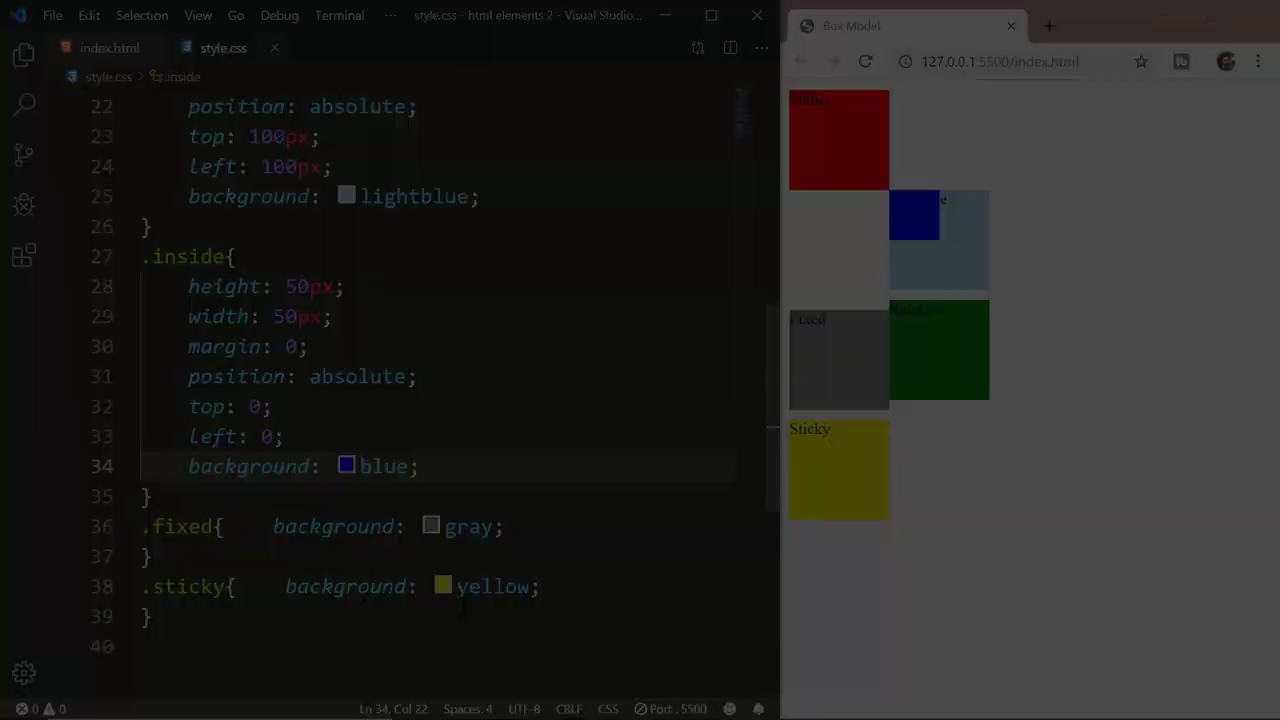 File Edit Selection View Go Debug Terminal ··· style.css - html elements 2 - Visual Studio...
index.html style.css
style.css > .inside
22 position: absolute;
23 top: 100px;
24 Left: 100px;
25 background: lightblue;
26 }
27 .inside{
28 height: 50px;
29 width: 50px;
30 margin: 0;
31 position: absolute;
32 top: 0;
33 Left: 0;
34 background: blue;
35 }
36 .fixed{ background: gray;
37 }
38 .sticky{ background: yellow;
39 }
40
0 0 Ln 34, Col 22 Spaces: 4 UTF-8 CRLF CSS Port : 5500
Box Model
127.0.0.1:5500/index.html
e
Fixed
Sticky